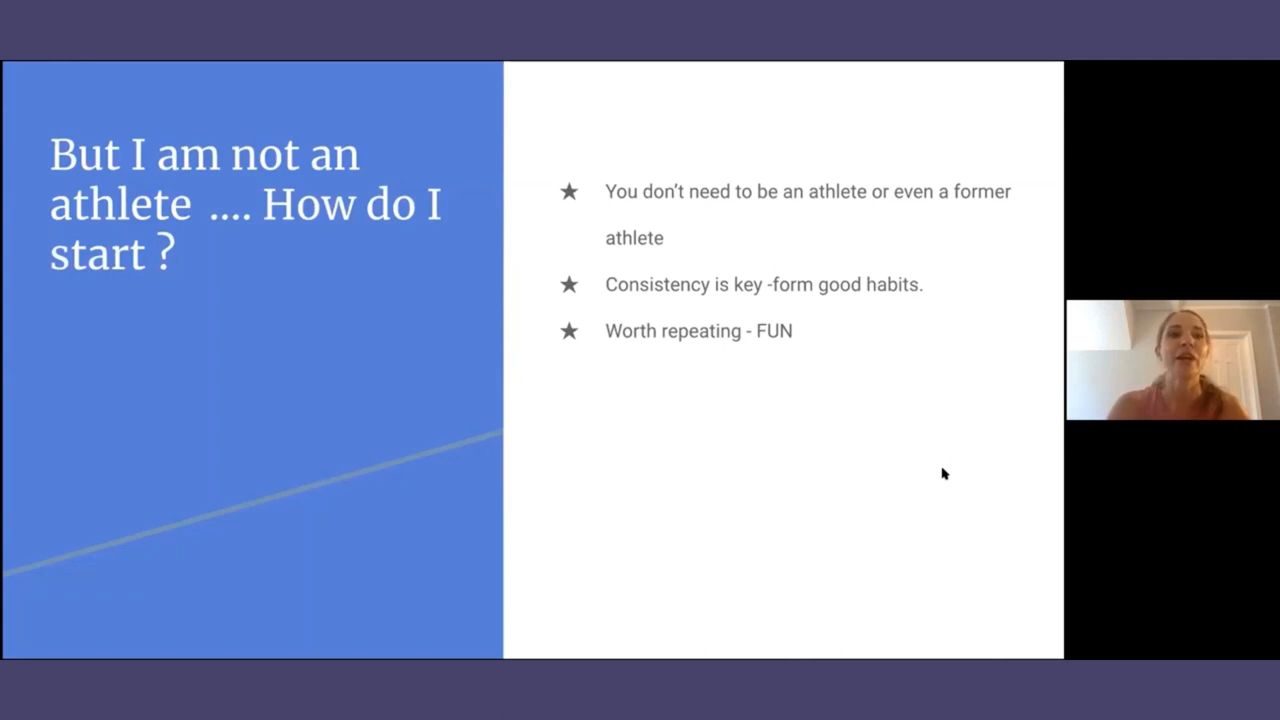 But I am not an
athlete .... How do I
start ?
★ You don't need to be an athlete or even a former
athlete
★ Consistency is key -form good habits.
★ Worth repeating - FUN